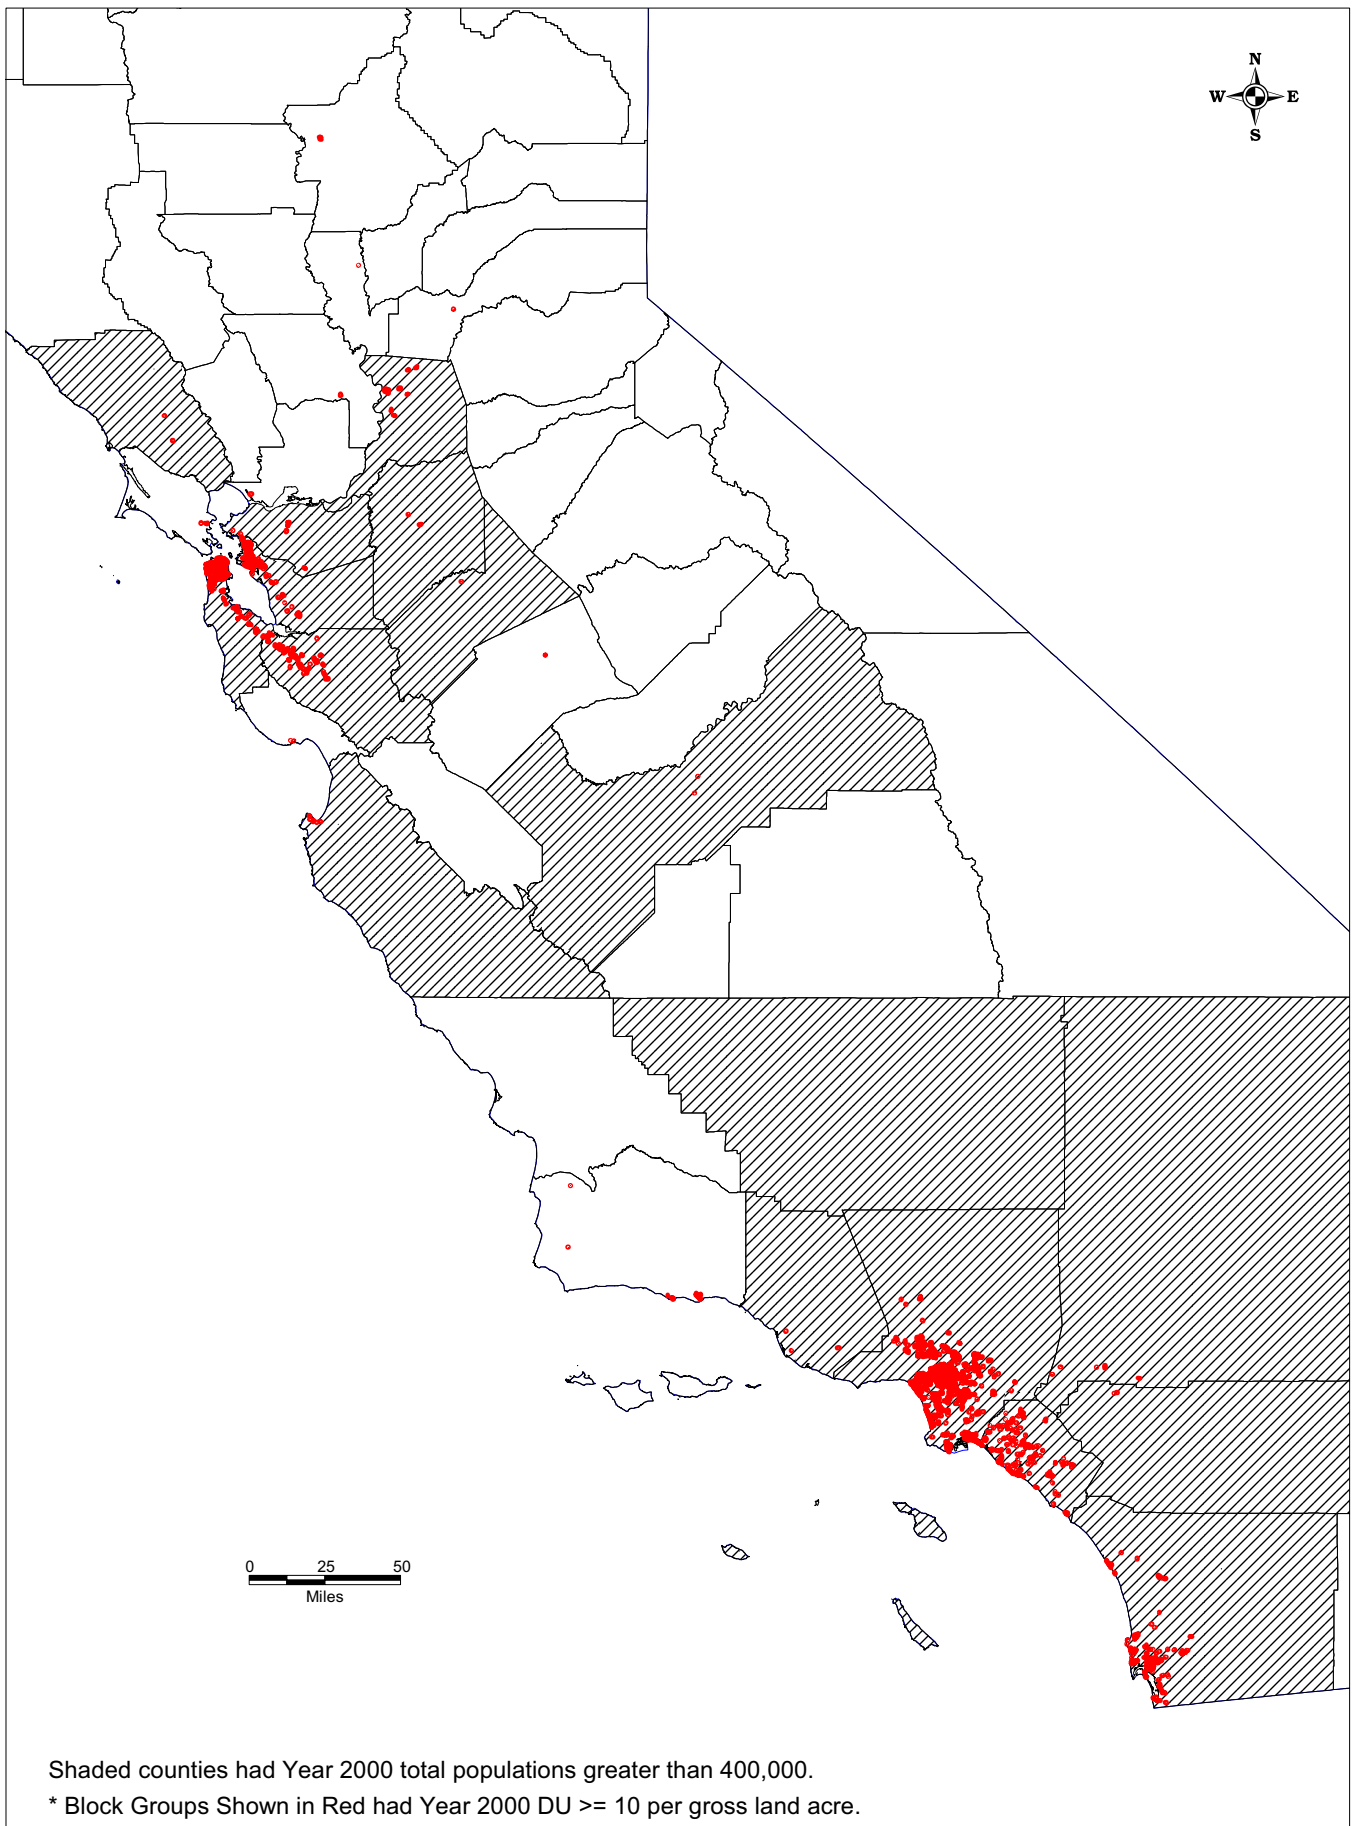 N
W E
S
0 25 50
Miles
Shaded counties had Year 2000 total populations greater than 400,000.
* Block Groups Shown in Red had Year 2000 DU >= 10 per gross land acre.